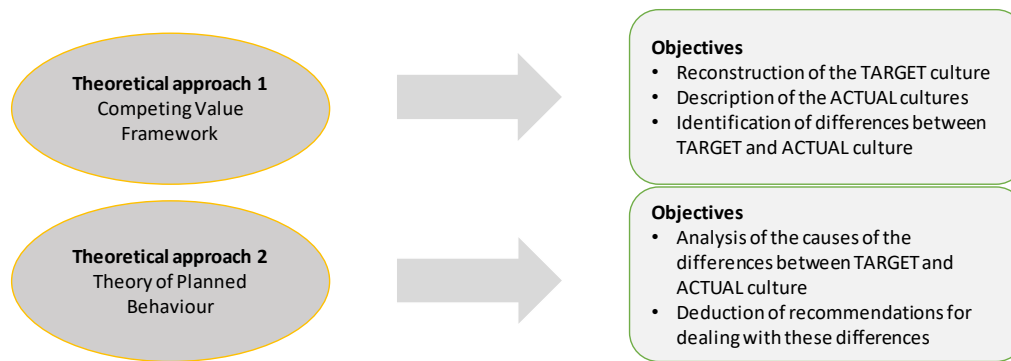 Theoretical approach 1
Competing Value
Framework
Objectives
• Reconstruction of the TARGET culture
• Description of the ACTUAL cultures
• Identification of differences between
TARGET and ACTUAL culture
Theoretical approach 2
Theory of Planned
Behaviour
Objectives
• Analysis of the causes of the
differences between TARGET and
ACTUAL culture
• Deduction of recommendations for
dealing with these differences